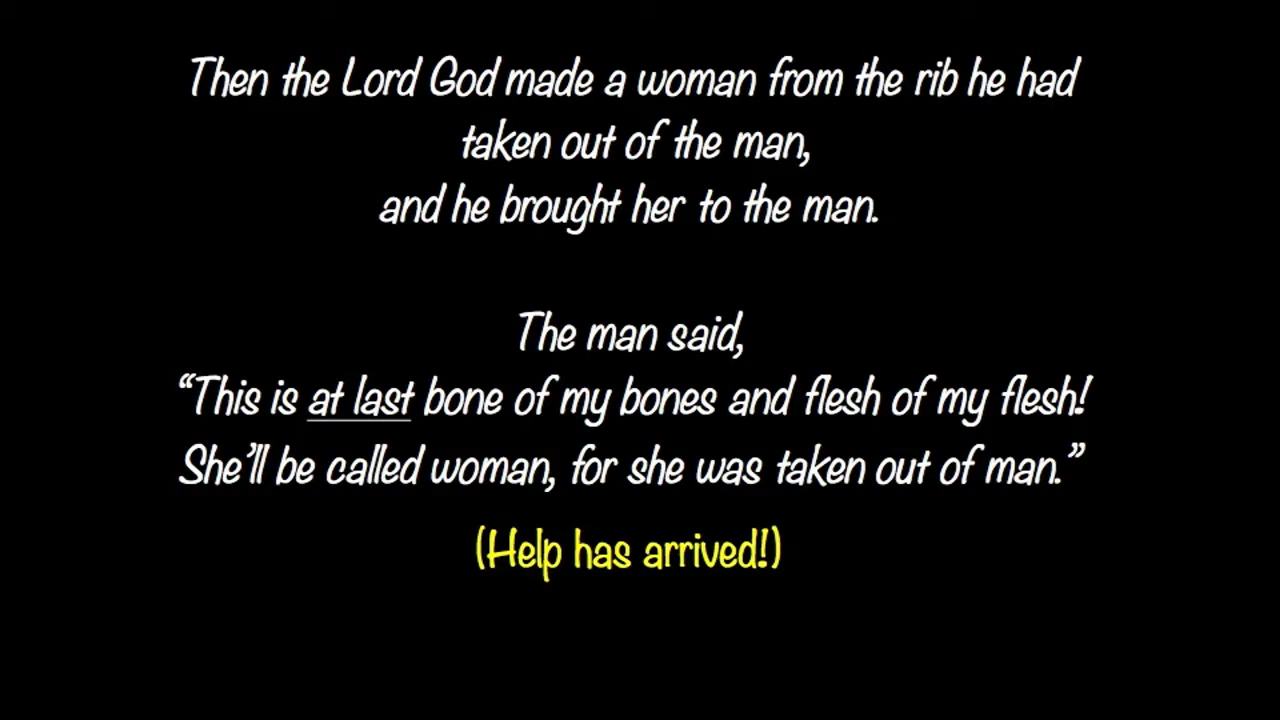 Then the Lord God made a woman from the rib he had
taken out of the man,
and he brought her to the man.
The man said,
“This is at last bone of my bones and flesh of my flesh!
She’ll be called woman, for she was taken out of man.”
(Help has arrived!)